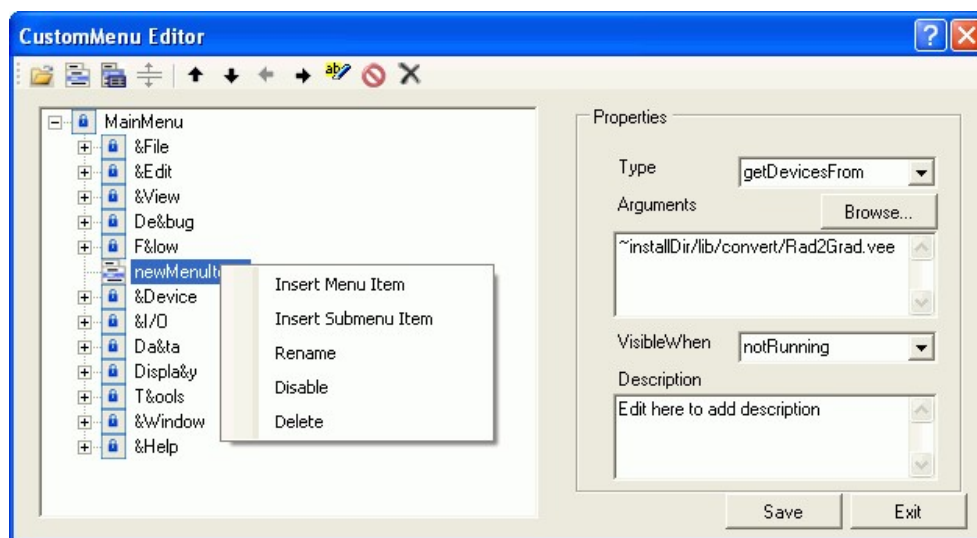 CustomMenu Editor
MainMenu
&File
&Edit
&View
De&bug
F&low
&Device
&I/O
Da&ta
Displa&y
T&ools
&Window
&Help
Insert Menu Item
Insert Submenu Item
Rename
Disable
Delete
Properties
Type
getDevicesFrom
Arguments
Browse...
~installDir/lib/convert/Rad2Grad.vee
VisibleWhen
notRunning
Description
Edit here to add description
Save
Exit